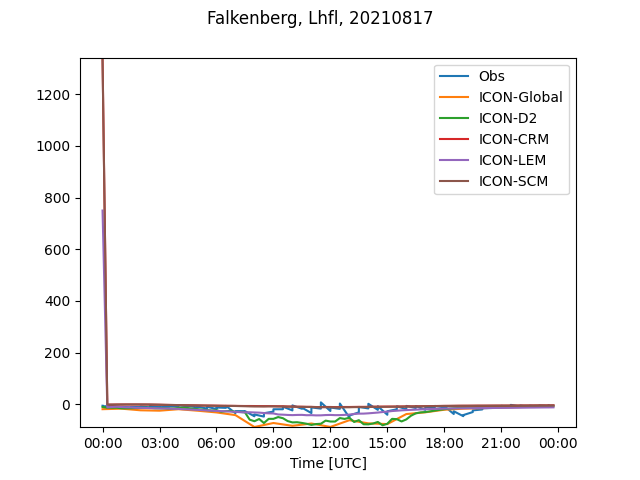 Falkenberg, Lhfl, 20210817
1200
1000
800
600
400
200
0
Obs
ICON-Global
ICON-D2
ICON-CRM
ICON-LEM
ICON-SCM
00:00 03:00 06:00 09:00 12:00 15:00 18:00 21:00 00:00
Time [UTC]